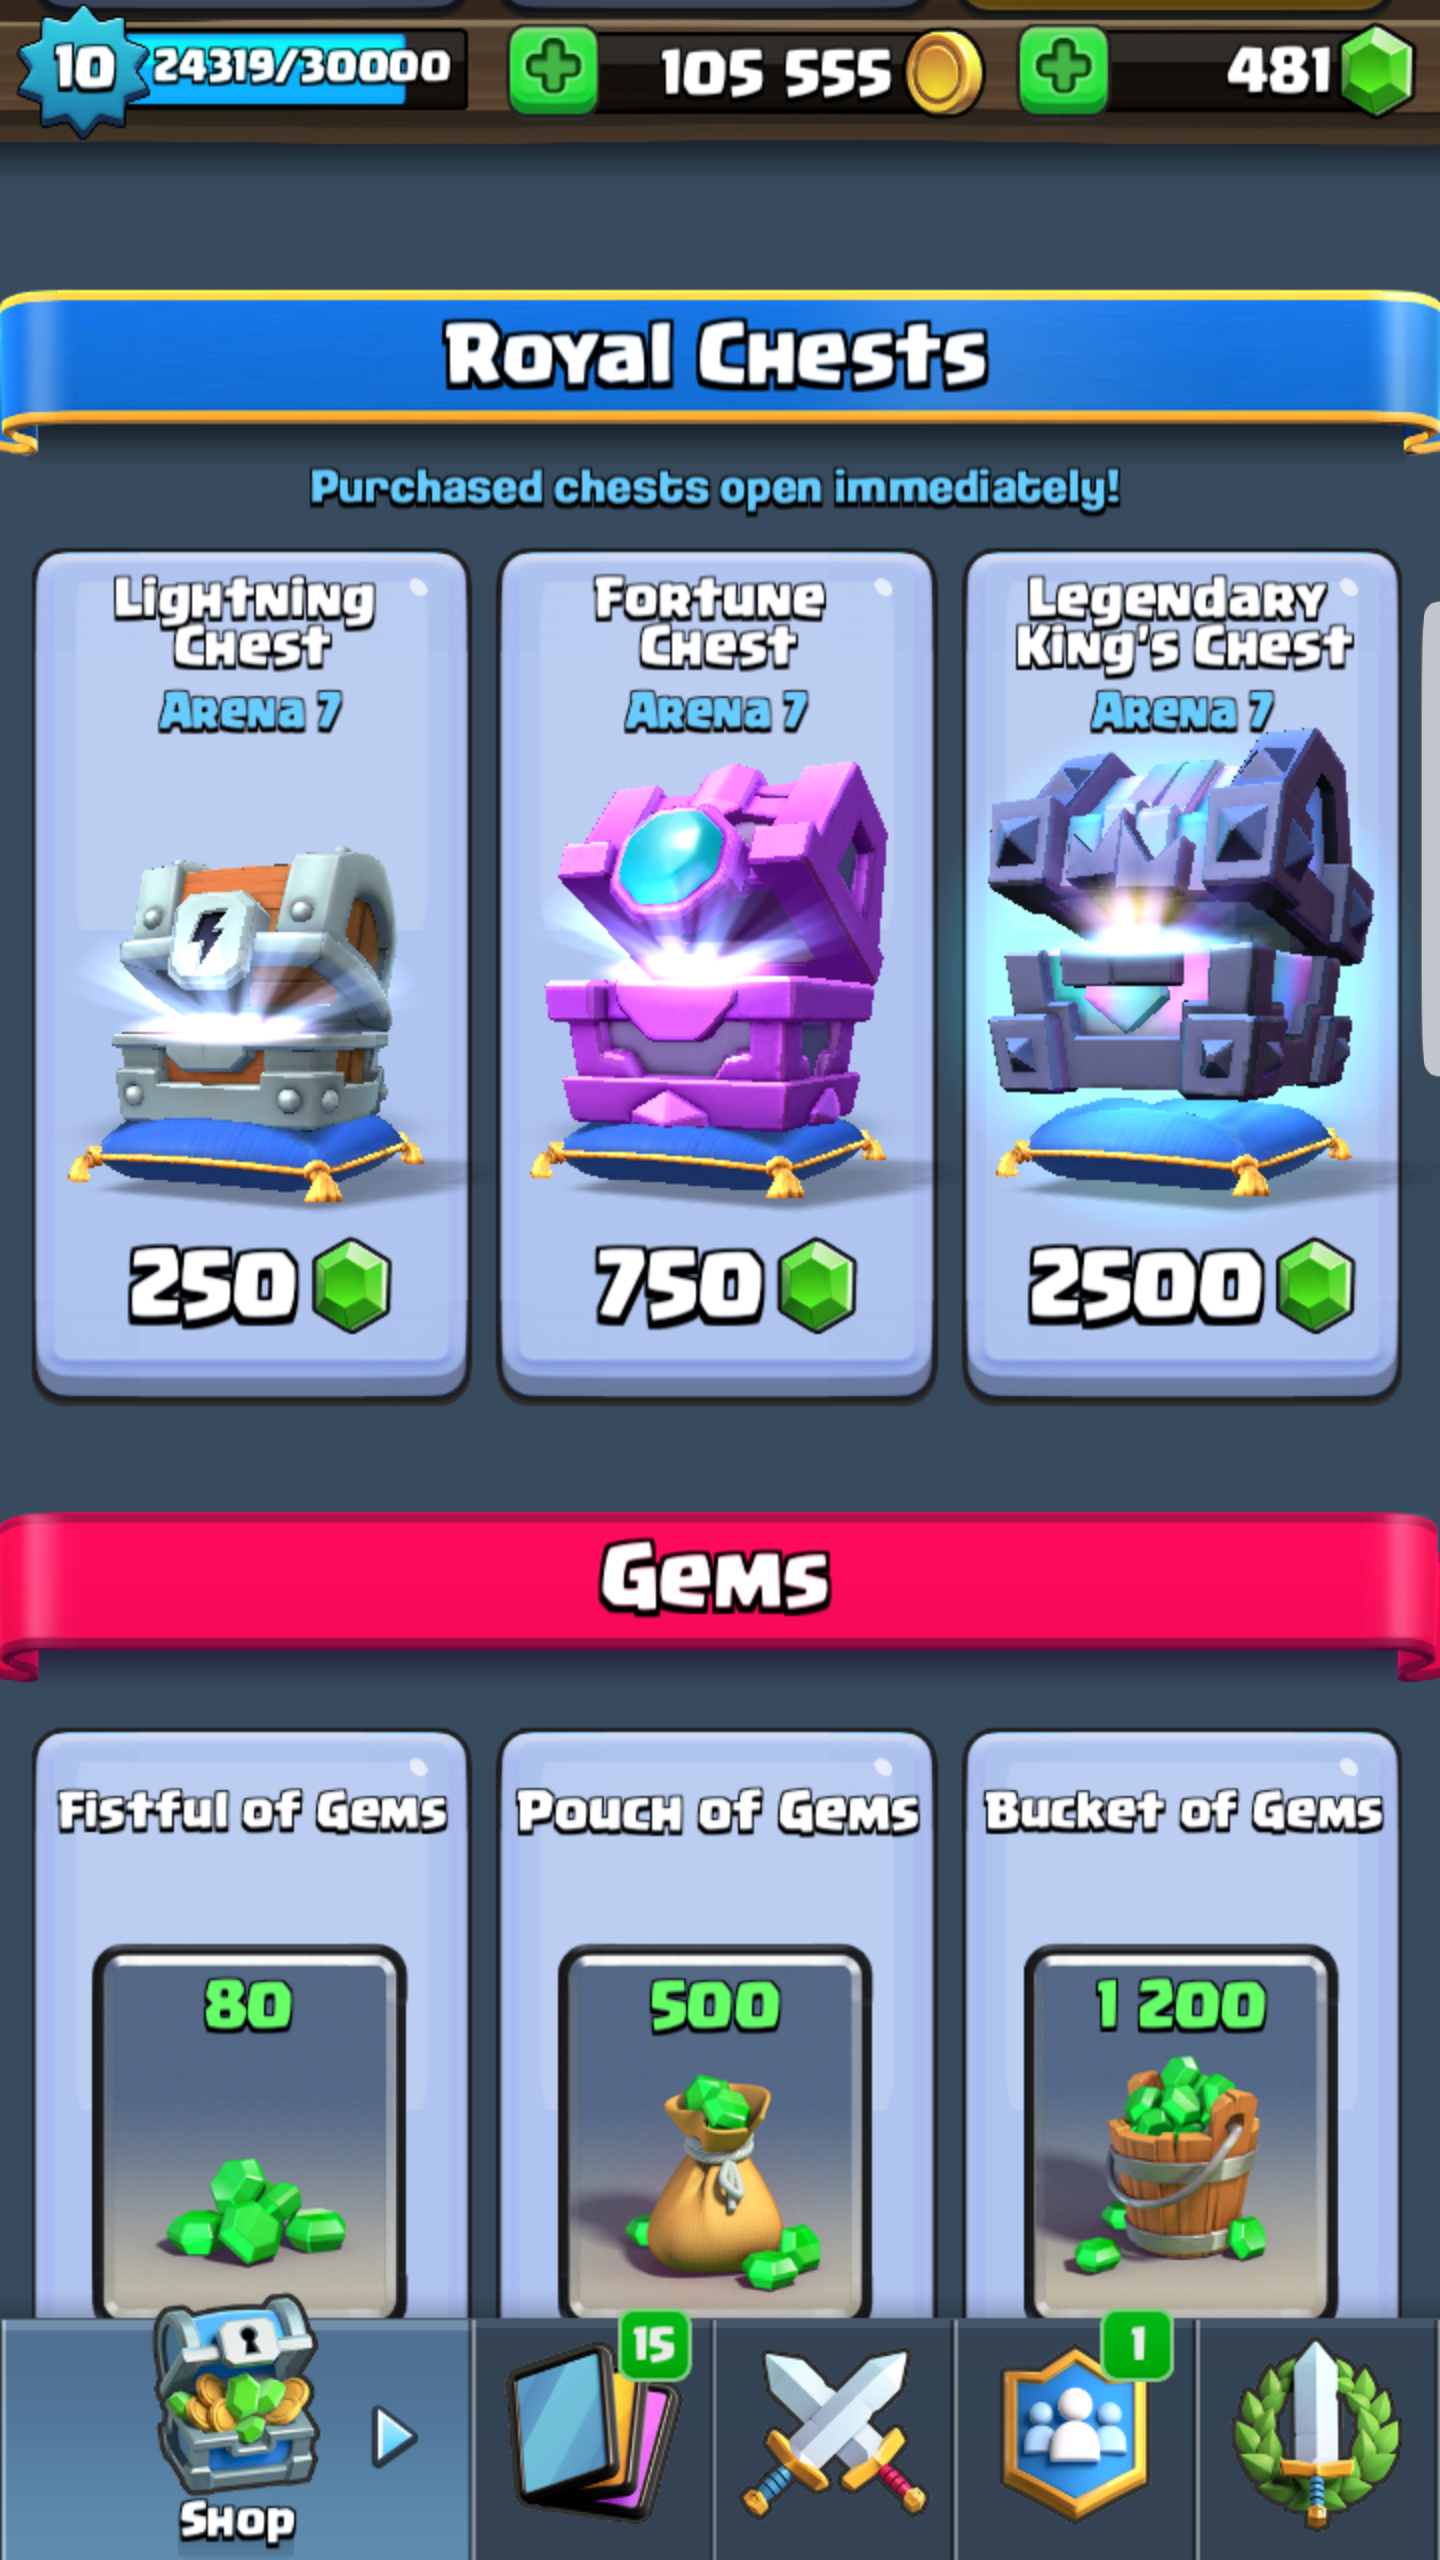 10 24319/30000 105 555 481
Royal Chests
Purchased chests open immediately!
Lightning
Chest
Arena 7
250
Fortune
Chest
Arena 7
750
Legendary
King's Chest
Arena 7
2500
Gems
Fistful of Gems
80
Pouch of Gems
500
Bucket of Gems
1 200
Shop
15
1